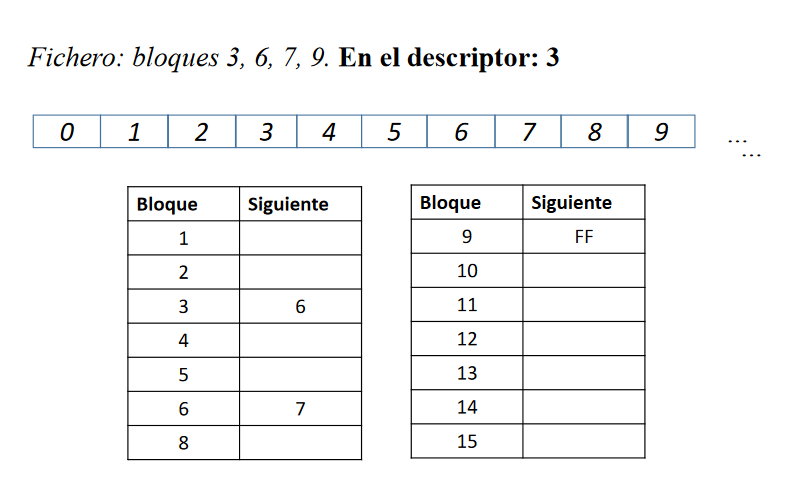 Fichero: bloques 3, 6, 7, 9. En el descriptor: 3
0 1 2 3 4 5 6 7 8 9 ...
...
Bloque Siguiente
1
2
3 6
4
5
6 7
8
Bloque Siguiente
9 FF
10
11
12
13
14
15